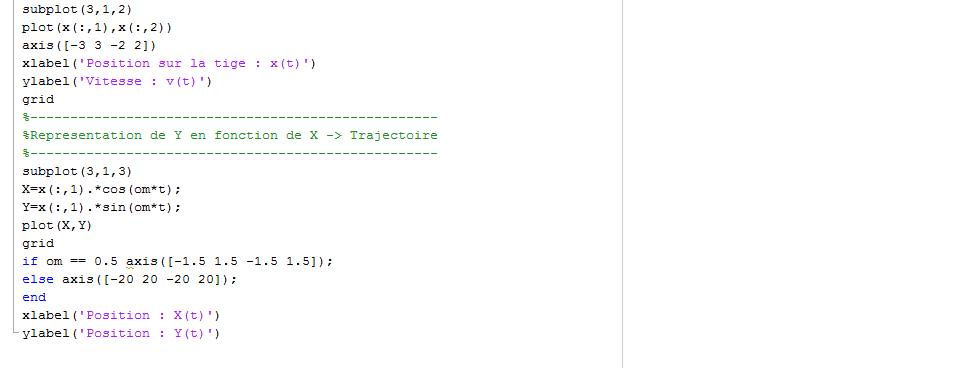 subplot(3,1,2)
plot(x(:,1),x(:,2))
axis([-3 3 -2 2])
xlabel('Position sur la tige : x(t)')
ylabel('Vitesse : v(t)')
grid
%---------------------------------------------------
%Representation de Y en fonction de X -> Trajectoire
%---------------------------------------------------
subplot(3,1,3)
X=x(:,1).*cos(om*t);
Y=x(:,1).*sin(om*t);
plot(X,Y)
grid
if om == 0.5 axis([-1.5 1.5 -1.5 1.5]);
else axis([-20 20 -20 20]);
end
xlabel('Position : X(t)')
ylabel('Position : Y(t)')